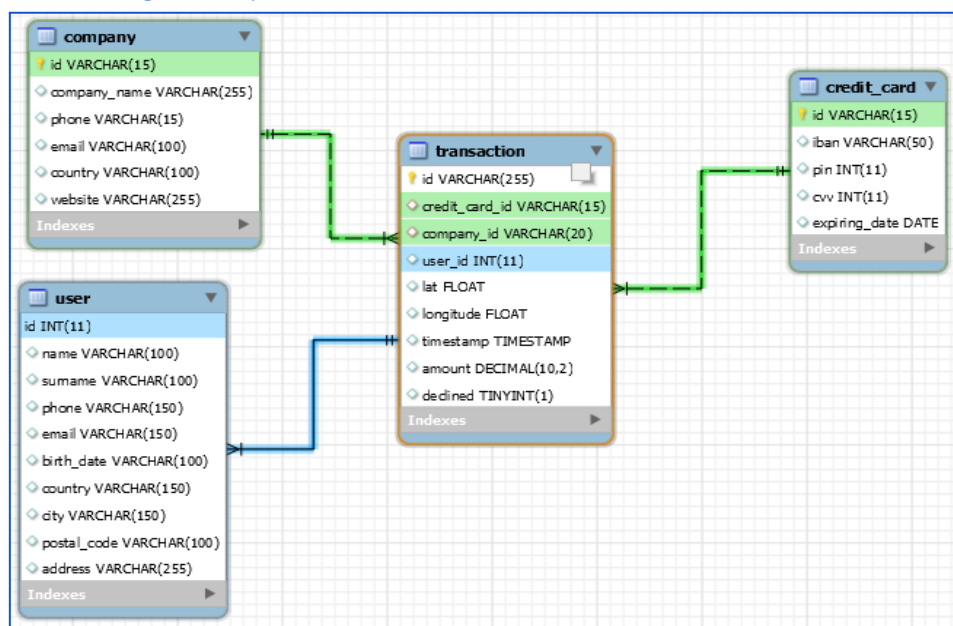 company
id VARCHAR(15)
company_name VARCHAR(255)
phone VARCHAR(15)
email VARCHAR(100)
country VARCHAR(100)
website VARCHAR(255)
Indexes
user
id INT(11)
name VARCHAR(100)
surname VARCHAR(100)
phone VARCHAR(150)
email VARCHAR(150)
birth_date VARCHAR(100)
country VARCHAR(150)
city VARCHAR(150)
postal_code VARCHAR(100)
address VARCHAR(255)
Indexes
transaction
id VARCHAR(255)
credit_card_id VARCHAR(15)
company_id VARCHAR(20)
user_id INT(11)
lat FLOAT
longitude FLOAT
timestamp TIMESTAMP
amount DECIMAL(10,2)
declined TINYINT(1)
Indexes
credit_card
id VARCHAR(15)
iban VARCHAR(50)
pin INT(11)
cvv INT(11)
expiring_date DATE
Indexes